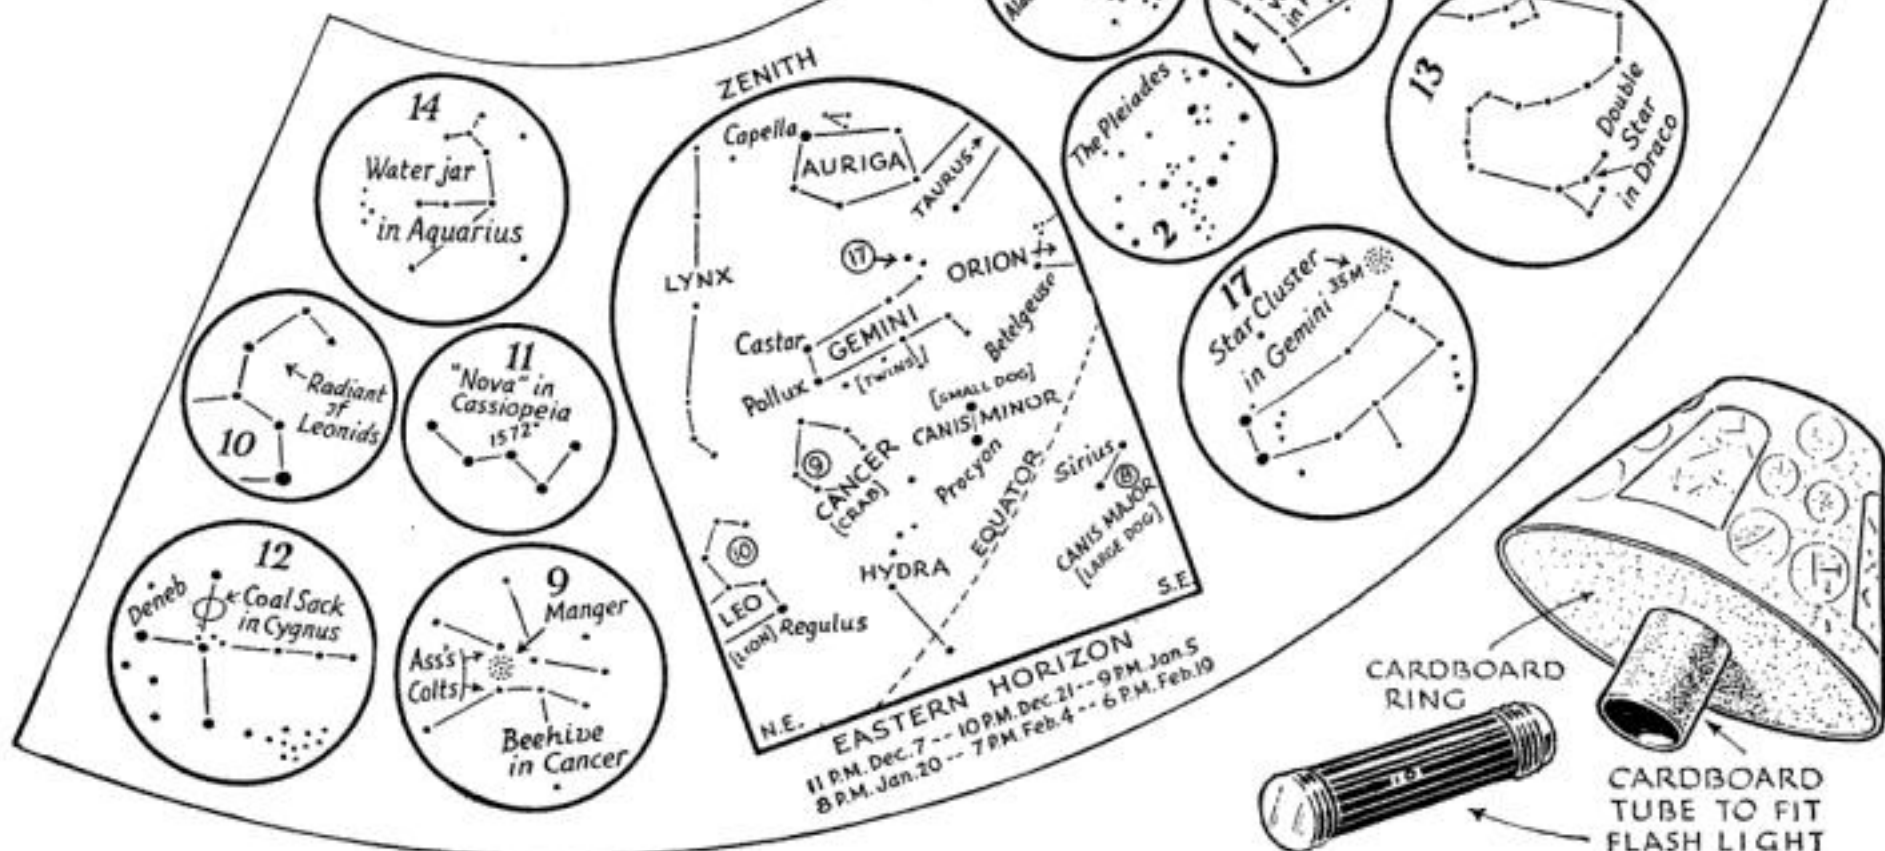 14
Water jar
in Aquarius
10
Radiant
of
Leonids
11
"Nova" in
Cassiopeia
1572
12
Deneb
Coal Sack
in Cygnus
9
Manger
Ass's
Colts
Beehive
in Cancer
ZENITH
Capella
AURIGA
TAURUS
LYNX
17
ORION
Castar
GEMINI
[TWINS]
Pollux
Betelgeuse
[SMALL DOG]
CANIS MINOR
Procyon
9
CANCER
[CRAB]
Sirius
8
CANIS MAJOR
[LARGE DOG]
EQUATOR
HYDRA
10
LEO
[LION]
Regulus
N.E.
S.E.
EASTERN HORIZON
11 P.M. Dec. 7 -- 10 P.M. Dec. 21 -- 9 P.M. Jan. 5
8 P.M. Jan. 20 -- 7 P.M. Feb. 4 -- 6 P.M. Feb. 19
1
The Pleiades
2
13
Double
Star
in Draco
17
Star Cluster
in Gemini 35M
CARDBOARD
RING
CARDBOARD
TUBE TO FIT
FLASH LIGHT